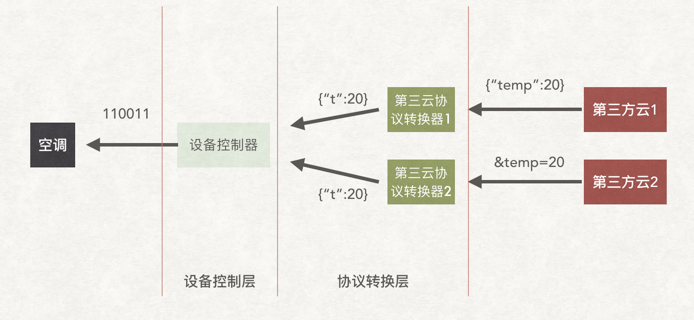 {“temp”:20}
{“t”:20}
第三云协
议转换器1
第三方云1
110011
空调
设备控制器
&temp=20
第三云协
议转换器2
第三方云2
{“t”:20}
设备控制层
协议转换层